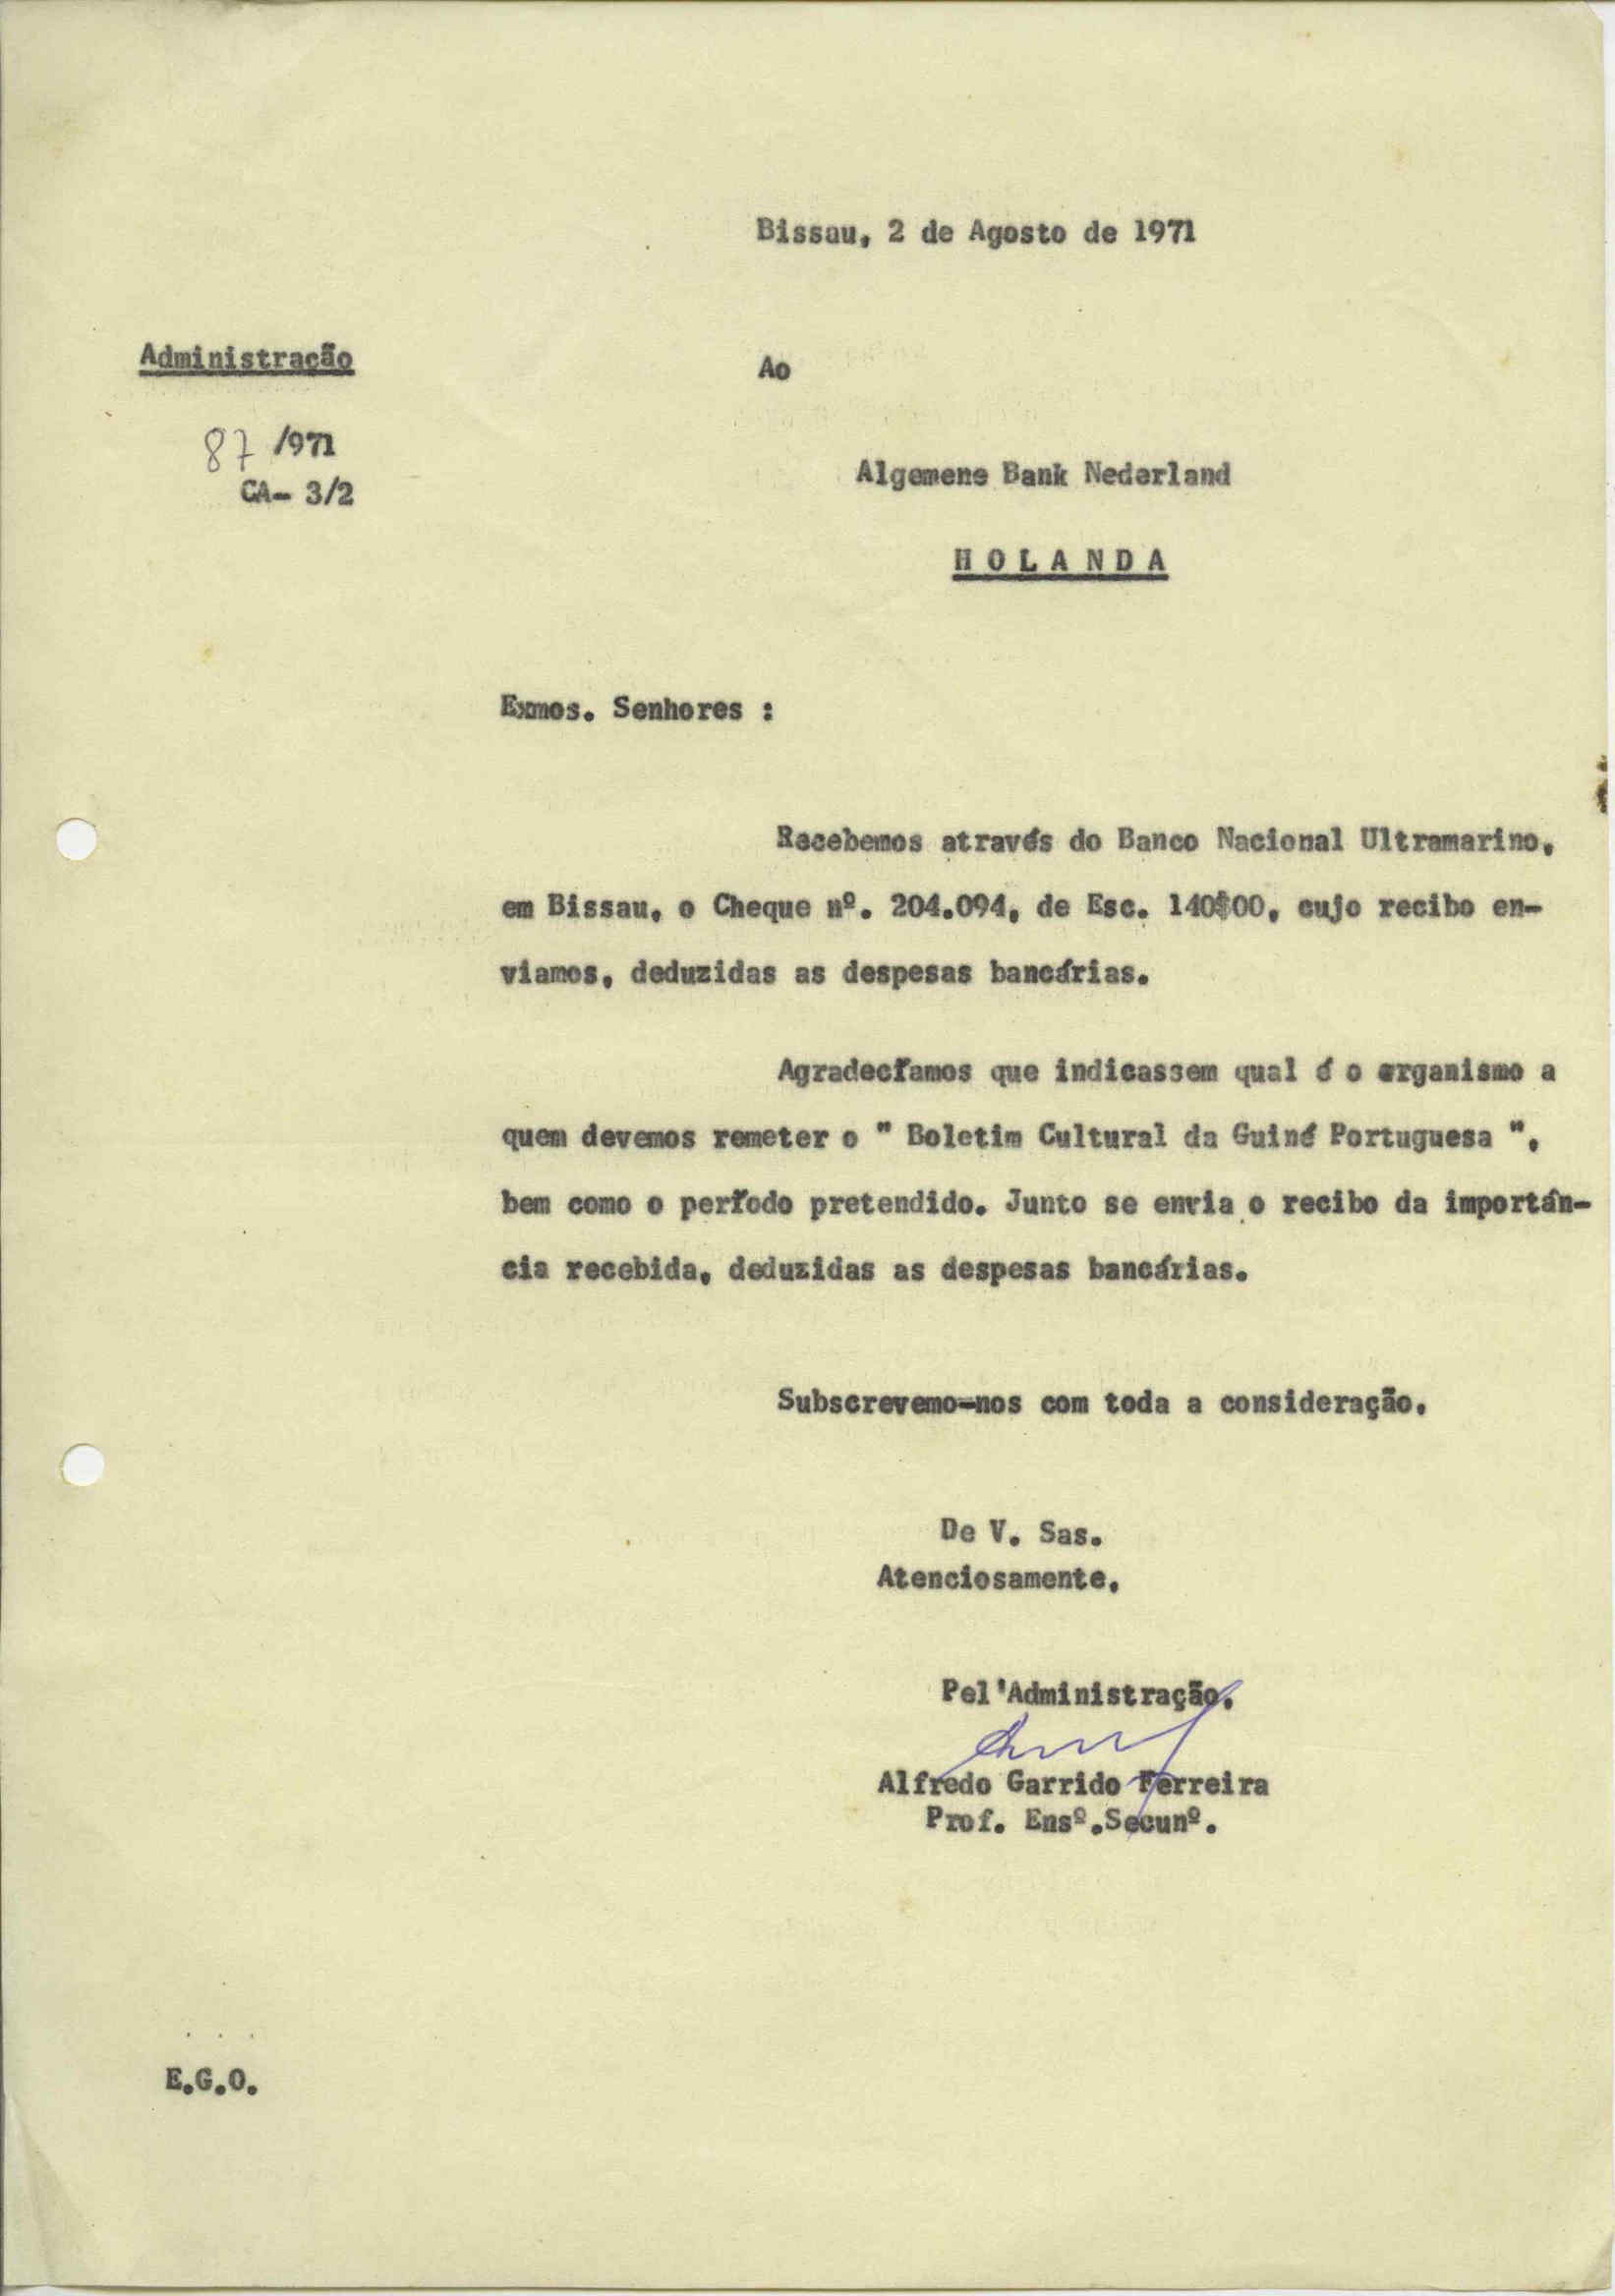 Bissau, 2 de Agosto de 1971
Administração
Ao
87 /971
CA- 3/2
Algemene Bank Nederland
HOLANDA
Exmos. Senhores :
Recebemos através do Banco Nacional Ultramarino,
em Bissau, o Cheque nº. 204.094, de Esc. 140$00, cujo recibo en-
viamos, deduzidas as despesas bancárias.
Agradecíamos que indicassem qual é o organismo a
quem devemos remeter o " Boletim Cultural da Guiné Portuguesa ",
bem como o período pretendido. Junto se envia o recibo da importân-
cia recebida, deduzidas as despesas bancárias.
Subscrevemo-nos com toda a consideração.
De V. Sas.
Atenciosamente,
Pel'Administração,
Alfredo Garrido Ferreira
Prof. Ensº.Secunº.
E.G.O.